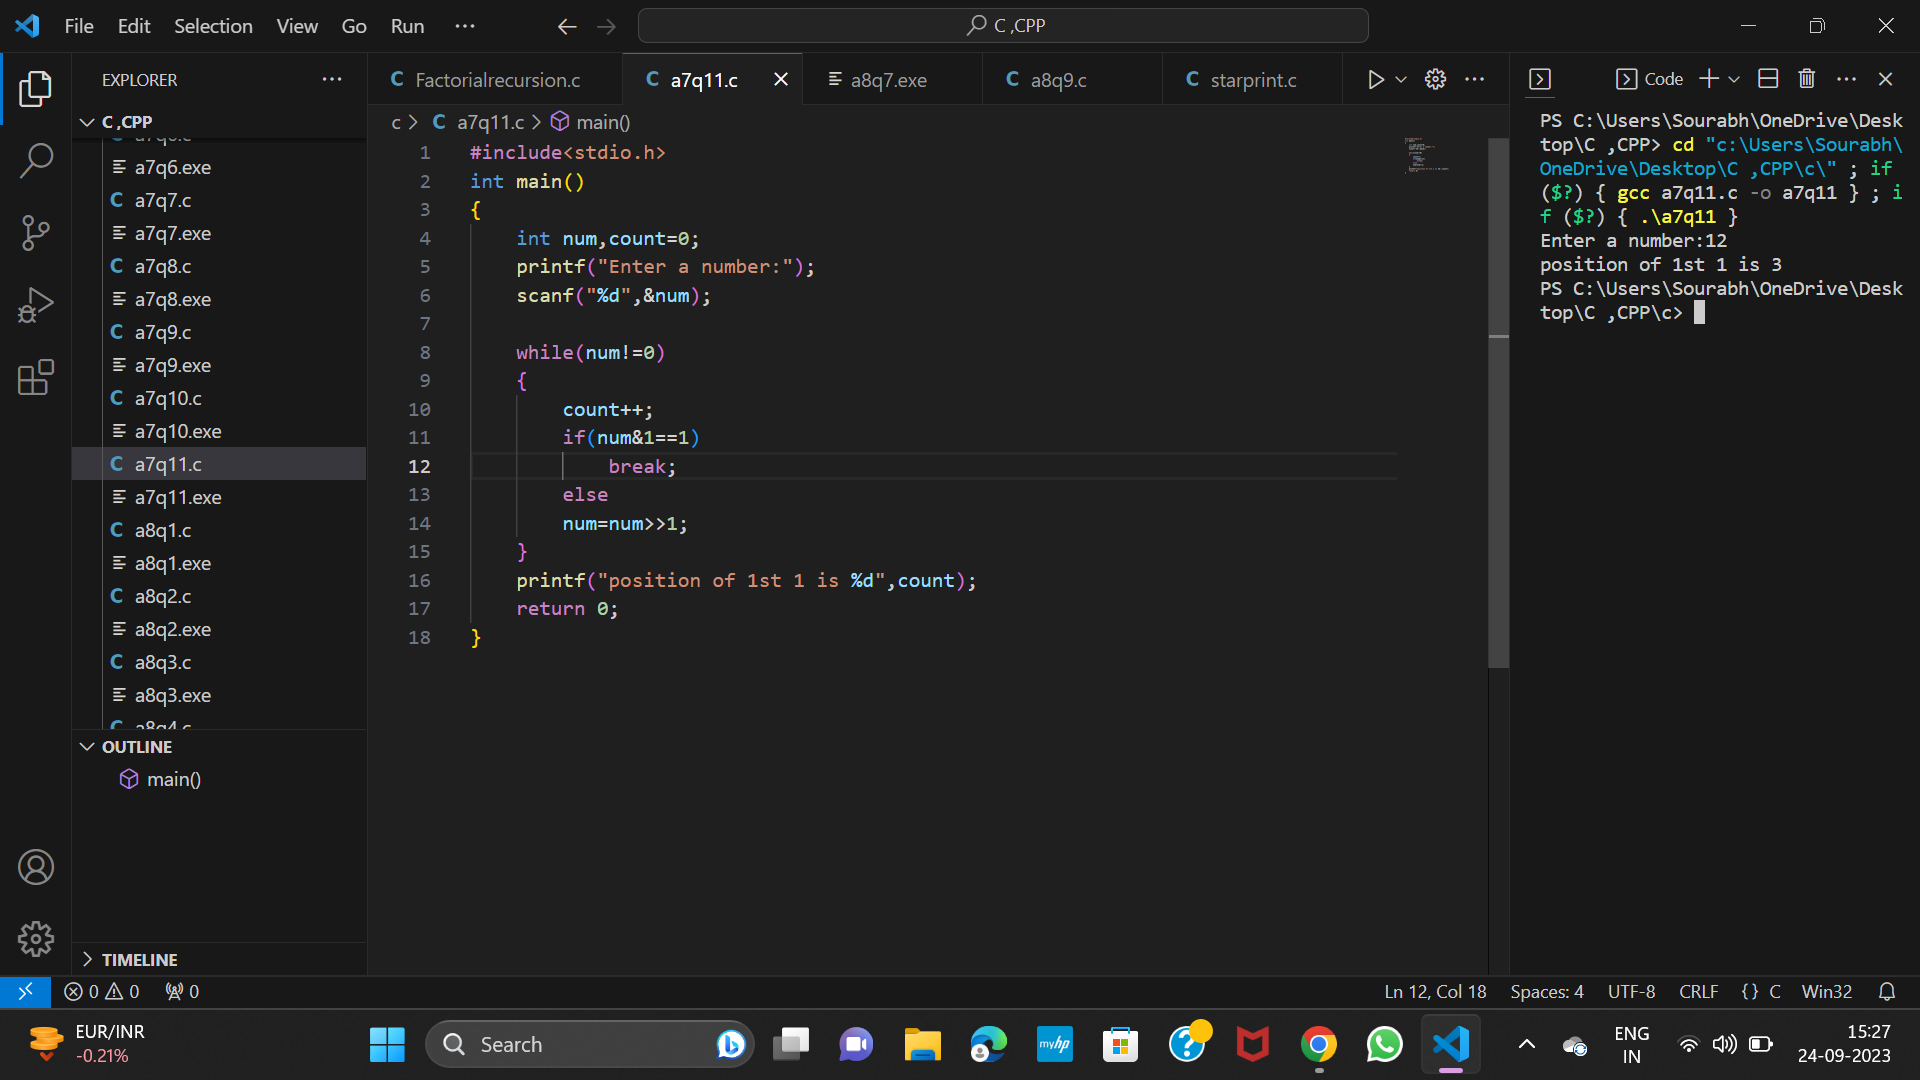 File Edit Selection View Go Run ···
C ,CPP
EXPLORER ···
C ,CPP
a7q6.exe
a7q7.c
a7q7.exe
a7q8.c
a7q8.exe
a7q9.c
a7q9.exe
a7q10.c
a7q10.exe
a7q11.c
a7q11.exe
a8q1.c
a8q1.exe
a8q2.c
a8q2.exe
a8q3.c
a8q3.exe
a8q4.c
OUTLINE
main()
TIMELINE
Factorialrecursion.c a7q11.c a8q7.exe a8q9.c starprint.c
c > C a7q11.c > main()
1 #include<stdio.h>
2 int main()
3 {
4 int num,count=0;
5 printf("Enter a number:");
6 scanf("%d",&num);
7
8 while(num!=0)
9 {
10 count++;
11 if(num&1==1)
12 break;
13 else
14 num=num>>1;
15 }
16 printf("position of 1st 1 is %d",count);
17 return 0;
18 }
Code
PS C:\Users\Sourabh\OneDrive\Desk
top\C ,CPP> cd "c:\Users\Sourabh\
OneDrive\Desktop\C ,CPP\c\" ; if
($?) { gcc a7q11.c -o a7q11 } ; i
f ($?) { .\a7q11 }
Enter a number:12
position of 1st 1 is 3
PS C:\Users\Sourabh\OneDrive\Desk
top\C ,CPP\c>
0 0 0
Ln 12, Col 18 Spaces: 4 UTF-8 CRLF {} C Win32
EUR/INR
-0.21%
Search
myhp
ENG
IN
15:27
24-09-2023